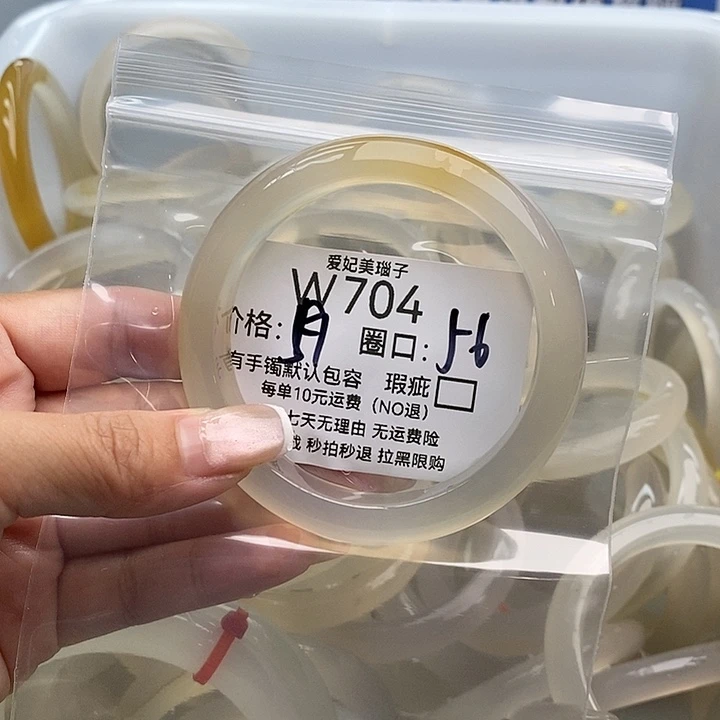 爱妃美瑙子
W704
价格: 59 圈口: 56
有手镯默认包容 瑕疵
每单10元运费 (NO退)
七天无理由 无运费险
秒拍秒退 拉黑限购